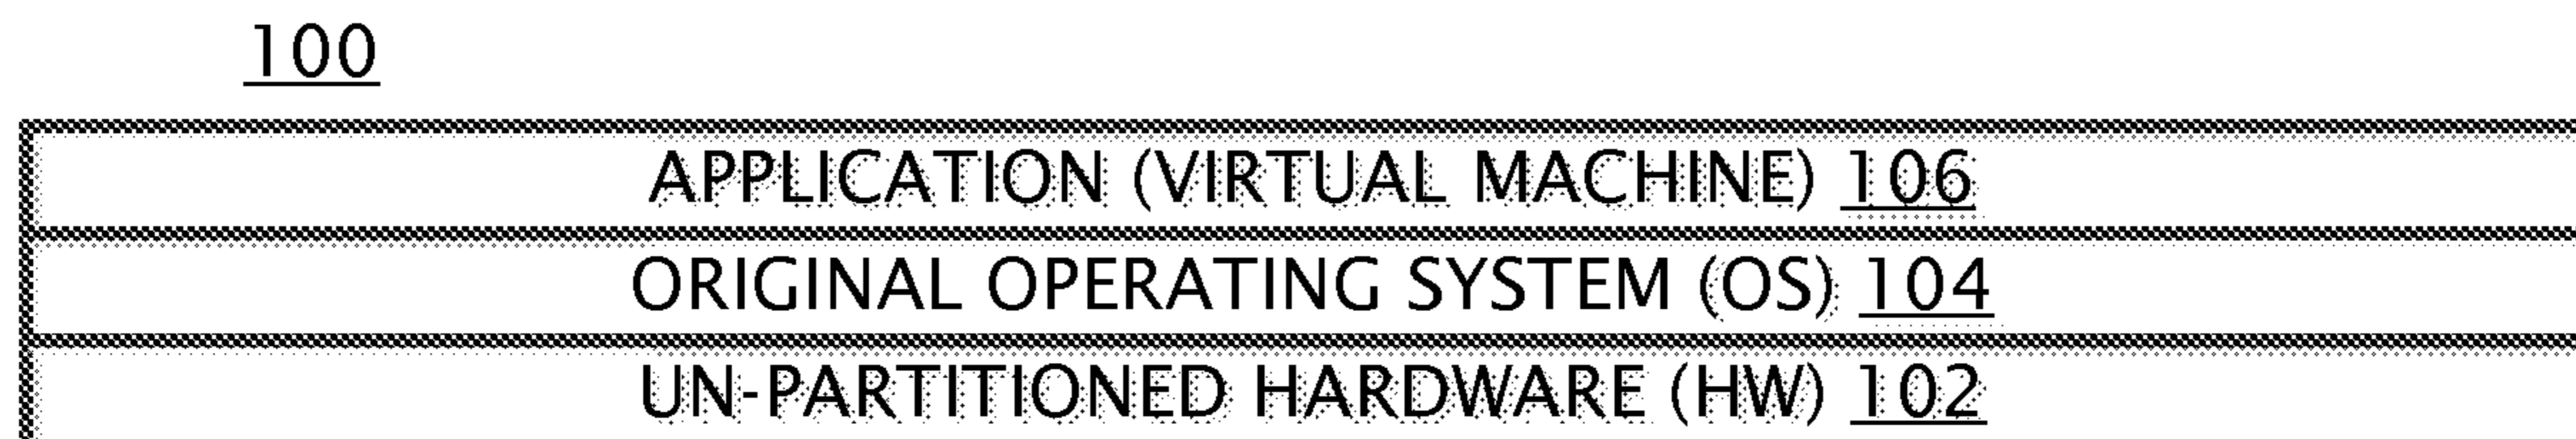 100
APPLICATION (VIRTUAL MACHINE) 106
ORIGINAL OPERATING SYSTEM (OS) 104
UN-PARTITIONED HARDWARE (HW) 102